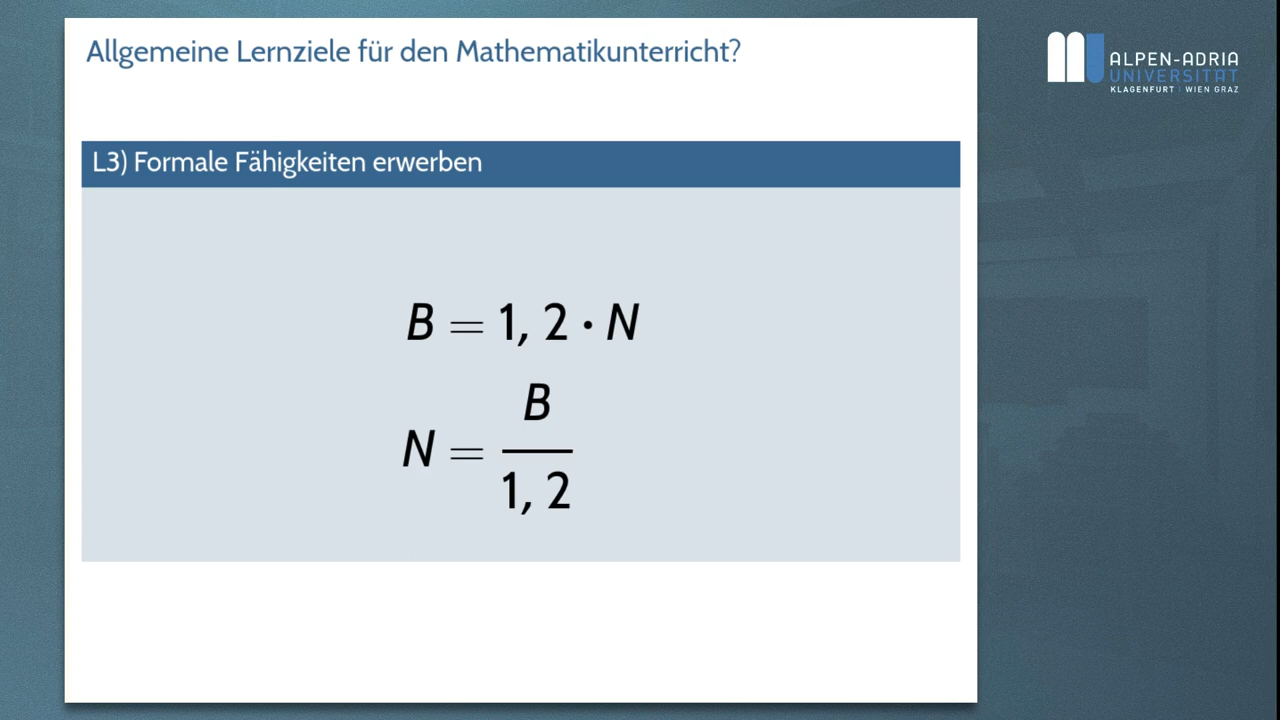 Allgemeine Lernziele für den Mathematikunterricht?
ALPEN-ADRIA
UNIVERSITÄT
KLAGENFURT | WIEN GRAZ
L3) Formale Fähigkeiten erwerben
B = 1, 2 · N
N = B / 1, 2